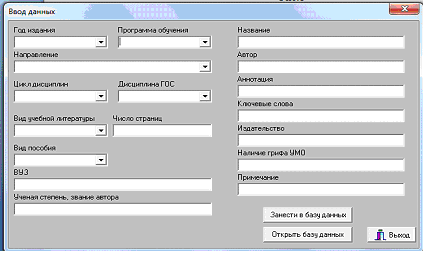 Ввод данных
Год издания
Программа обучения
Направление
Цикл дисциплин
Дисциплина ГОС
Вид учебной литературы
Число страниц
Вид пособия
ВУЗ
Ученая степень, звание автора
Название
Автор
Аннотация
Ключевые слова
Издательство
Наличие грифа УМО
Примечание
Занести в базу данных
Открыть базу данных
Выход